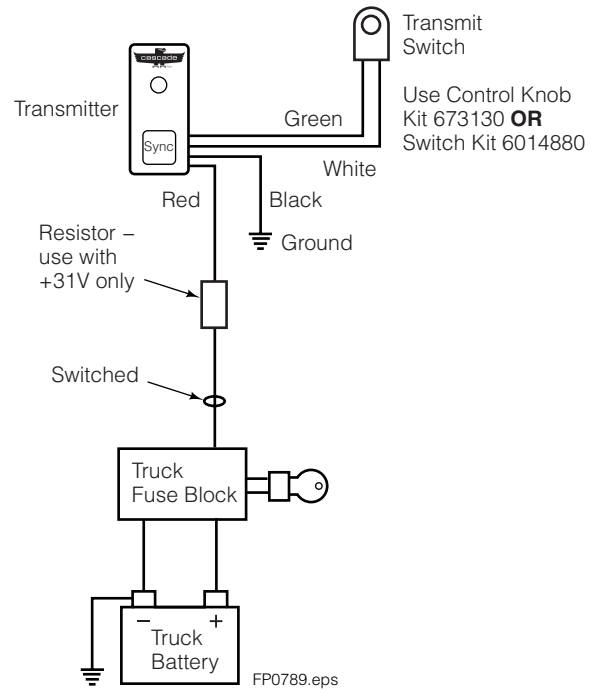 Transmit
Switch
cascade
Transmitter
Use Control Knob
Kit 673130 OR
Switch Kit 6014880
Green
Sync
White
Red
Black
Resistor –
use with
+31V only
Ground
Switched
Truck
Fuse Block
– +
Truck
Battery
FP0789.eps